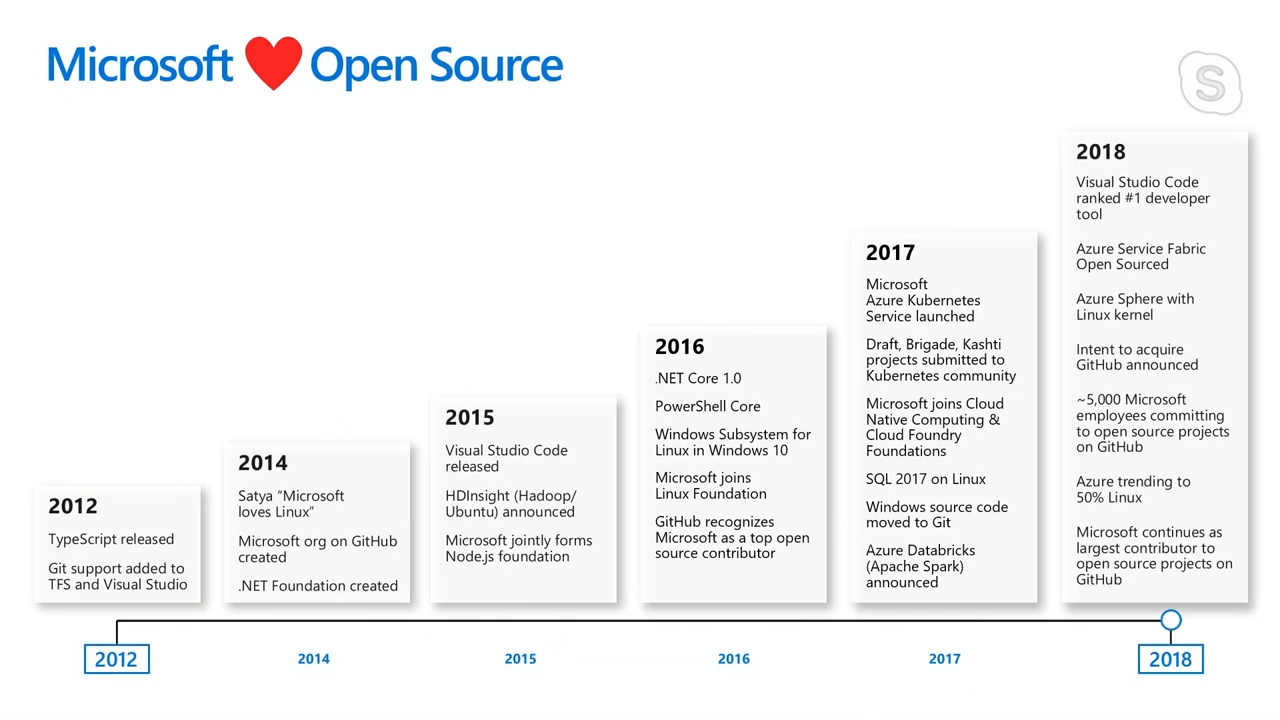 Microsoft ❤ Open Source
S
2012
TypeScript released
Git support added to
TFS and Visual Studio
2014
Satya “Microsoft
loves Linux”
Microsoft org on GitHub
created
.NET Foundation created
2015
Visual Studio Code
released
HDInsight (Hadoop/
Ubuntu) announced
Microsoft jointly forms
Node.js foundation
2016
.NET Core 1.0
PowerShell Core
Windows Subsystem for
Linux in Windows 10
Microsoft joins
Linux Foundation
GitHub recognizes
Microsoft as a top open
source contributor
2017
Microsoft
Azure Kubernetes
Service launched
Draft, Brigade, Kashti
projects submitted to
Kubernetes community
Microsoft joins Cloud
Native Computing &
Cloud Foundry
Foundations
SQL 2017 on Linux
Windows source code
moved to Git
Azure Databricks
(Apache Spark)
announced
2018
Visual Studio Code
ranked #1 developer
tool
Azure Service Fabric
Open Sourced
Azure Sphere with
Linux kernel
Intent to acquire
GitHub announced
~5,000 Microsoft
employees committing
to open source projects
on GitHub
Azure trending to
50% Linux
Microsoft continues as
largest contributor to
open source projects on
GitHub
2012
2014
2015
2016
2017
2018